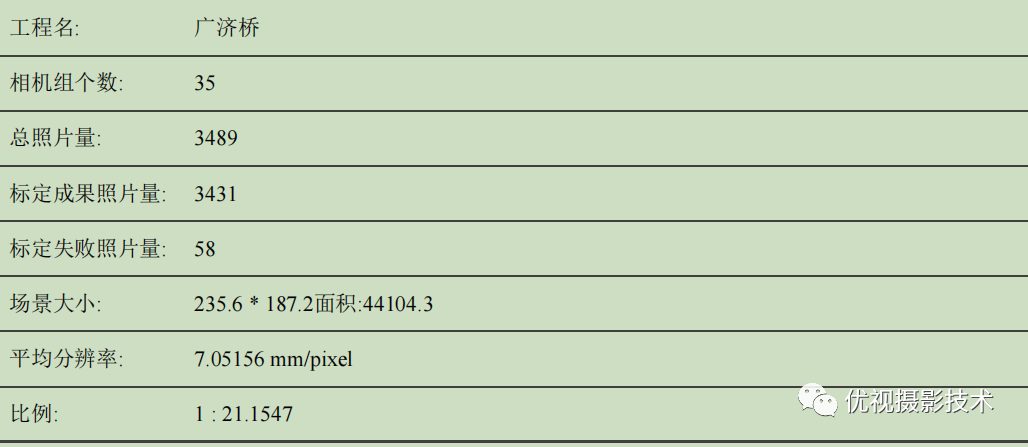 工程名: 广济桥
相机组个数: 35
总照片量: 3489
标定成果照片量: 3431
标定失败照片量: 58
场景大小: 235.6 * 187.2面积:44104.3
平均分辨率: 7.05156 mm/pixel
比例: 1 : 21.1547
优视摄影技术